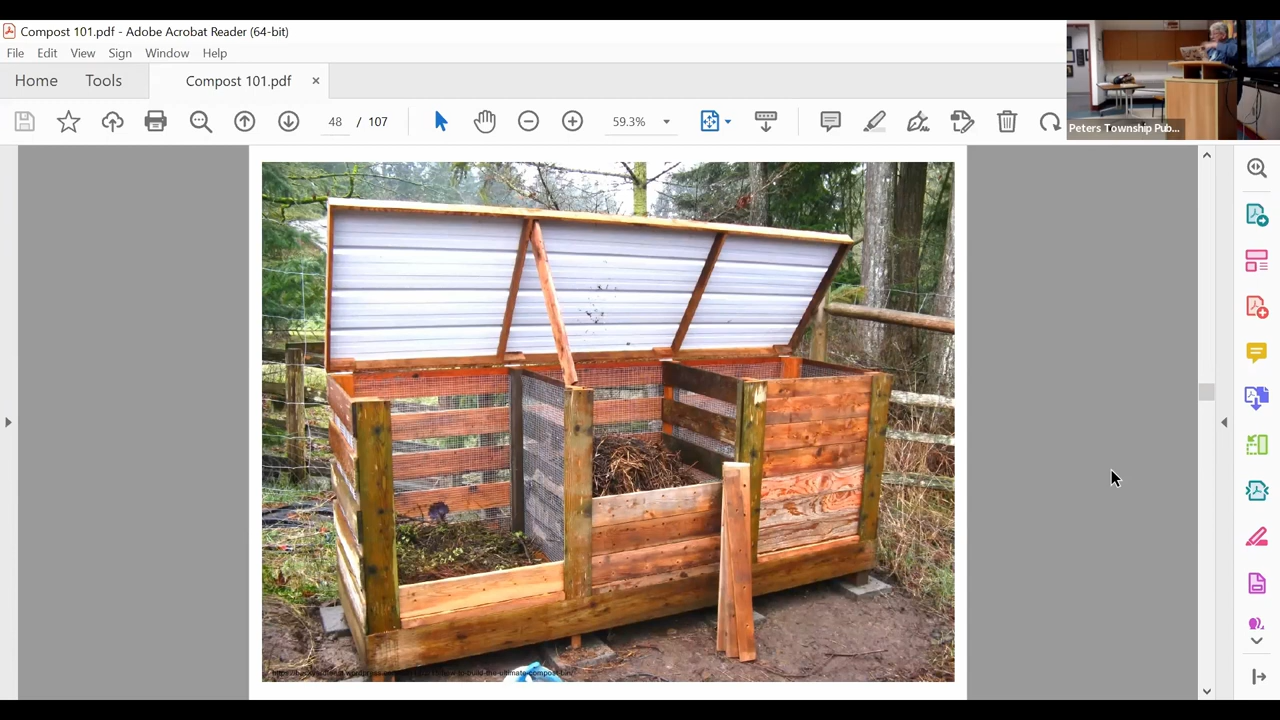 Compost 101.pdf - Adobe Acrobat Reader (64-bit)
File Edit View Sign Window Help
Home Tools Compost 101.pdf ×
48 / 107 59.3%
Peters Township Pub...